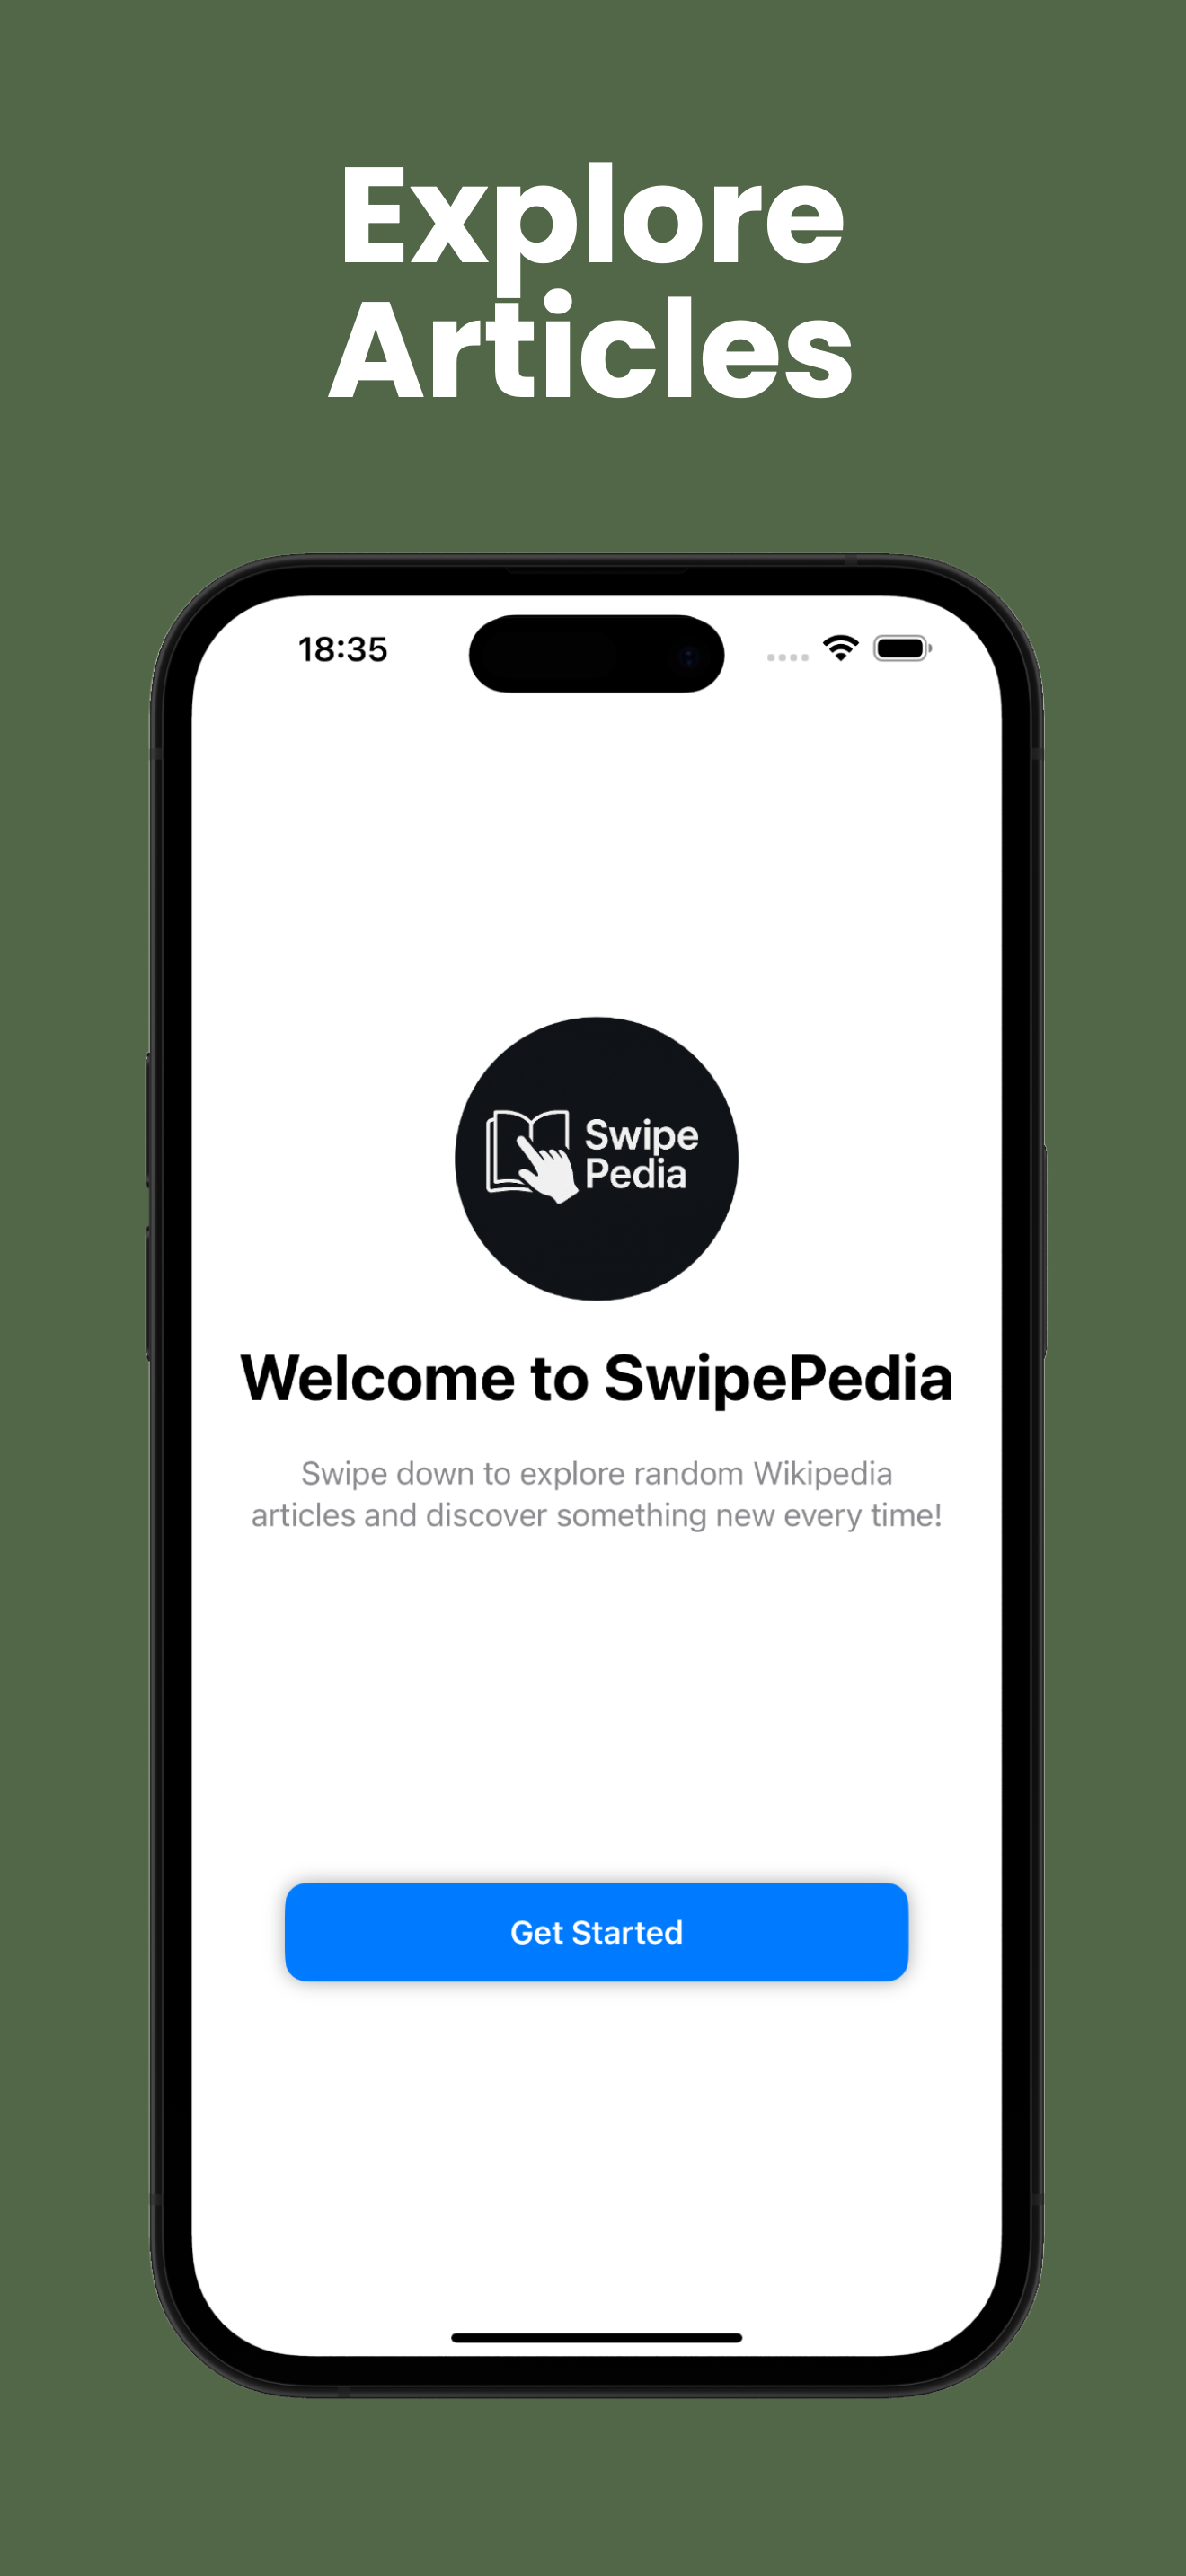 Explore
Articles
18:35
Swipe
Pedia
Welcome to SwipePedia
Swipe down to explore random Wikipedia
articles and discover something new every time!
Get Started